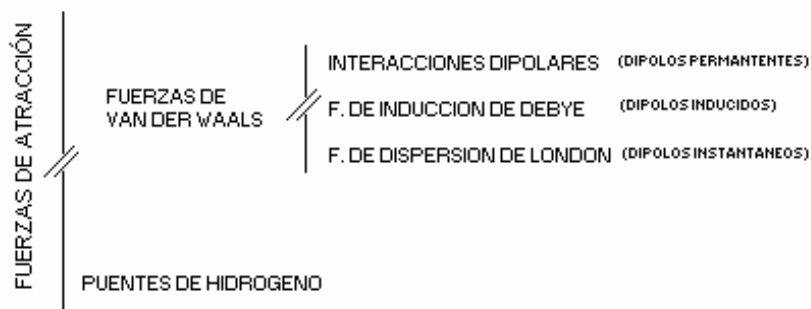 FUERZAS DE ATRACCIÓN
FUERZAS DE
VAN DER WAALS
INTERACCIONES DIPOLARES (DIPOLOS PERMANTENTES)
F. DE INDUCCION DE DEBYE (DIPOLOS INDUCIDOS)
F. DE DISPERSION DE LONDON (DIPOLOS INSTANTANEOS)
PUENTES DE HIDROGENO